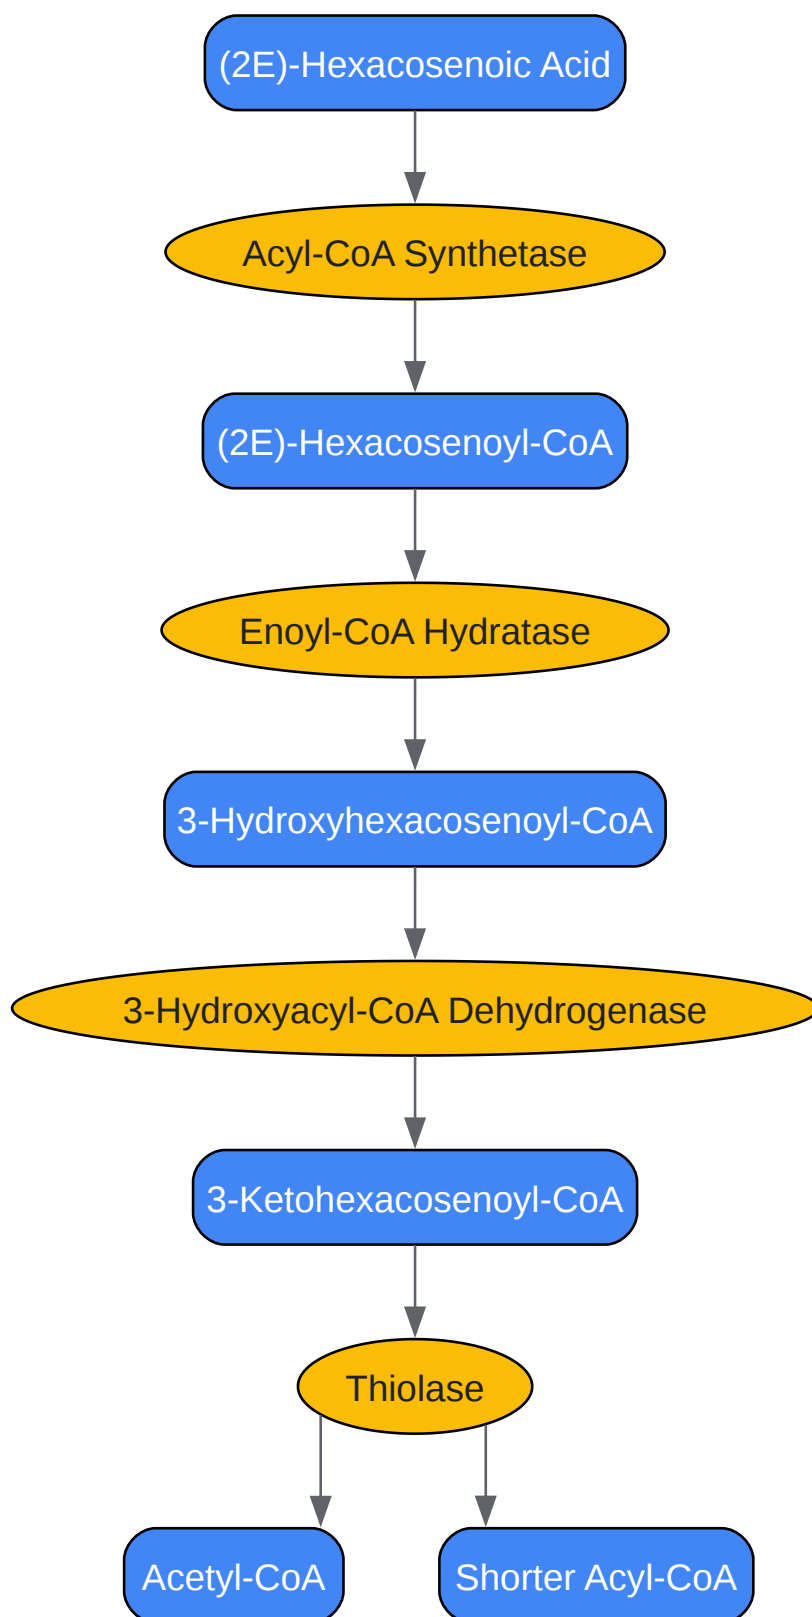 (2E)-Hexacosenoic Acid
Acyl-CoA Synthetase
(2E)-Hexacosenoyl-CoA
Enoyl-CoA Hydratase
3-Hydroxyhexacosenoyl-CoA
3-Hydroxyacyl-CoA Dehydrogenase
3-Ketohexacosenoyl-CoA
Thiolase
Acetyl-CoA
Shorter Acyl-CoA